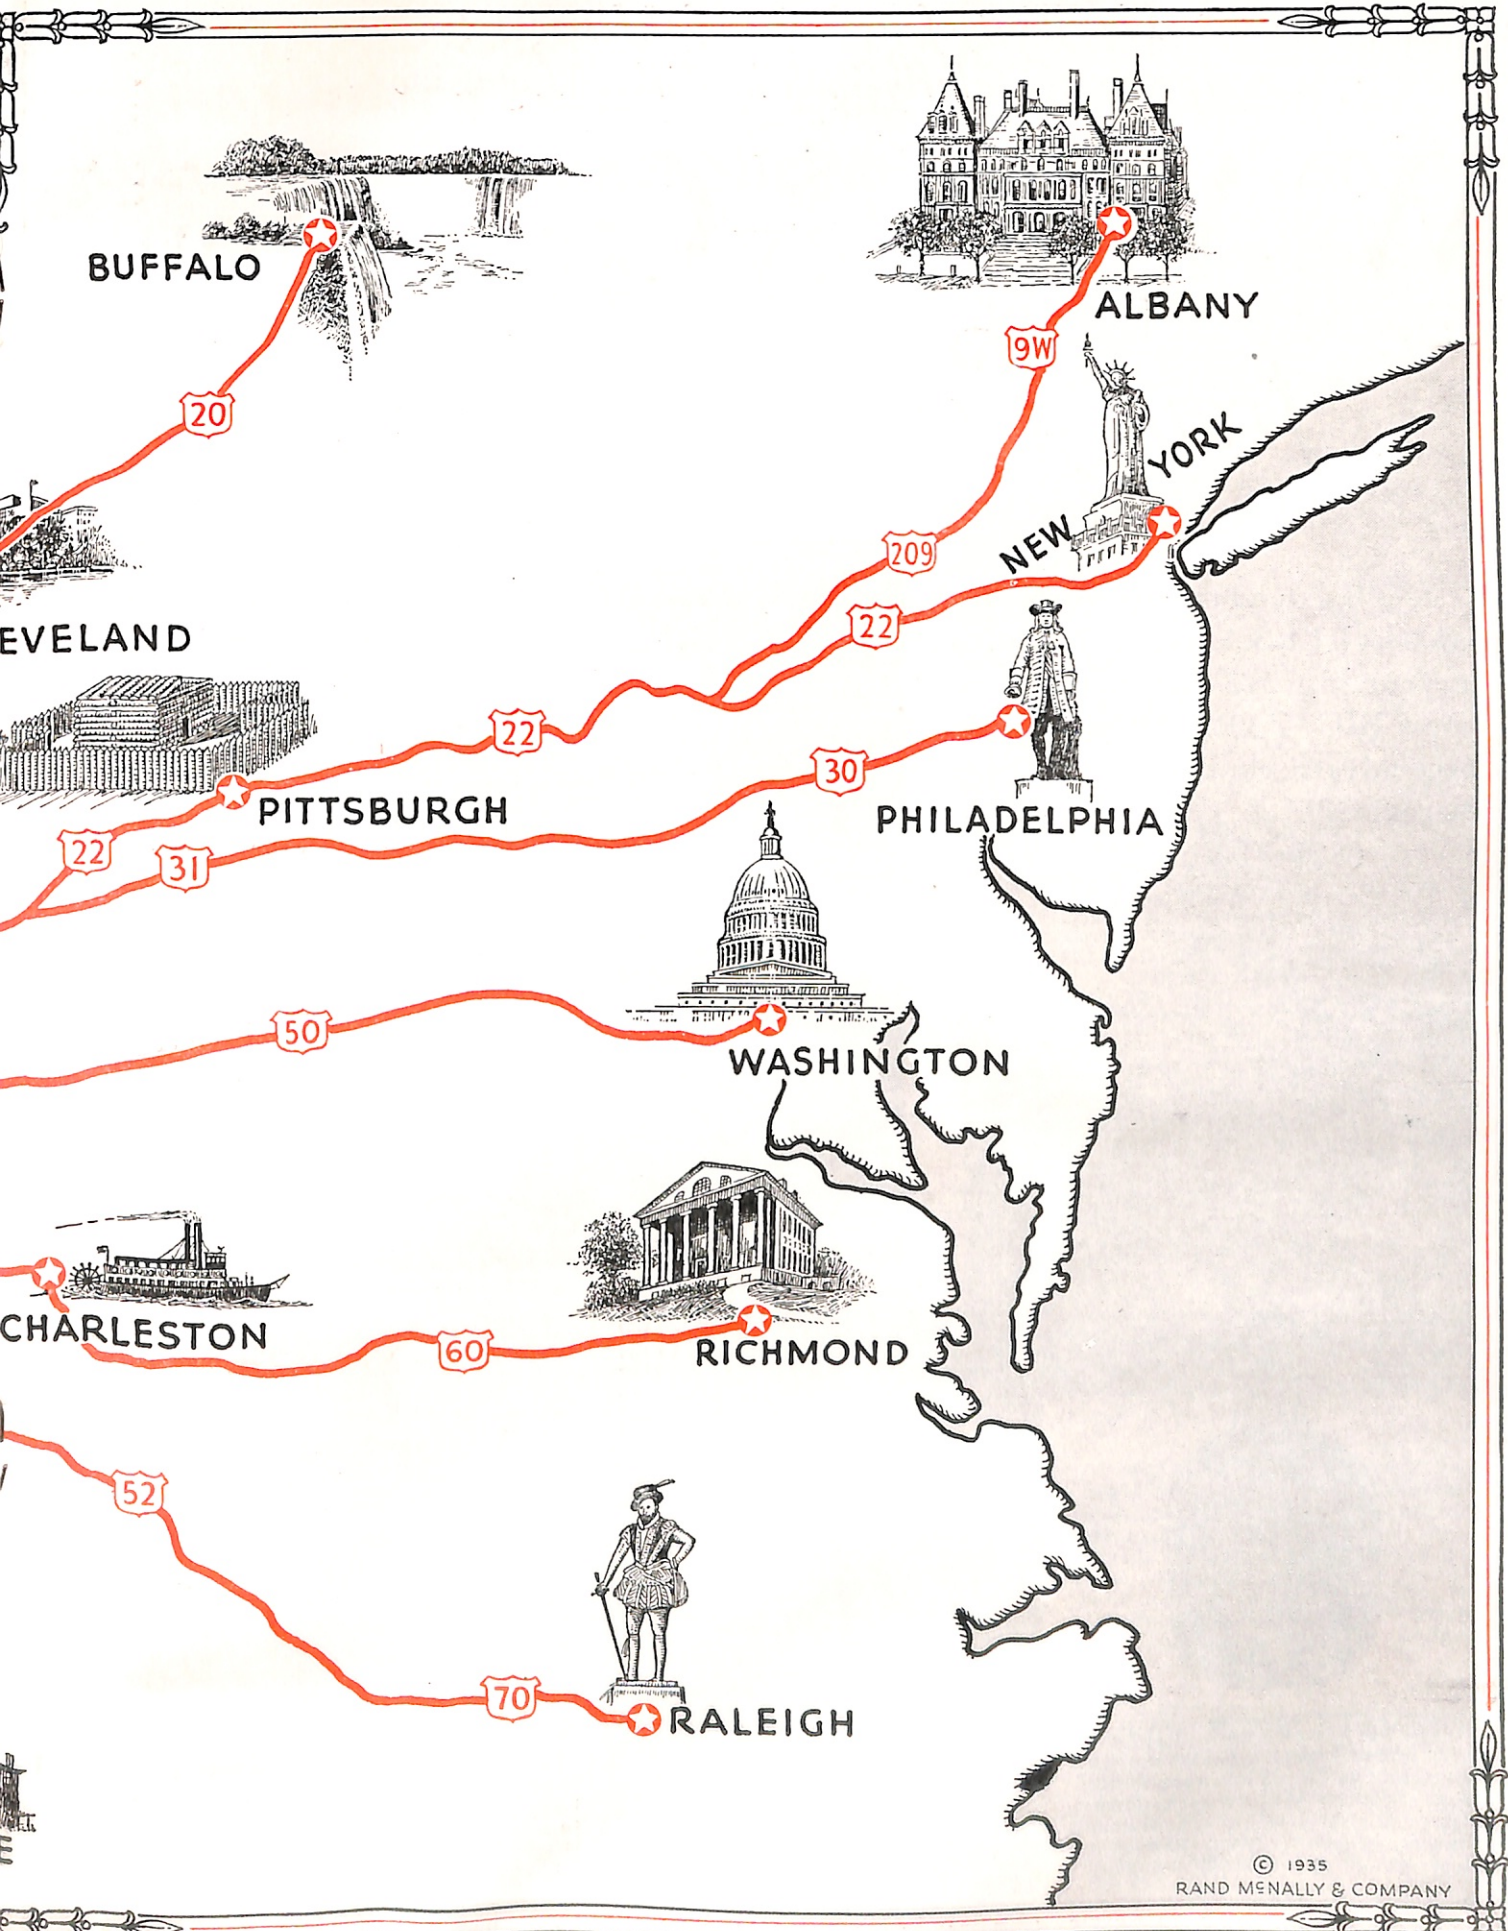 BUFFALO
ALBANY
9W
20
NEW YORK
209
22
EVELAND
22
30
PITTSBURGH
PHILADELPHIA
22
31
50
WASHINGTON
CHARLESTON
60
RICHMOND
52
70
RALEIGH
E
© 1935
RAND McNALLY & COMPANY